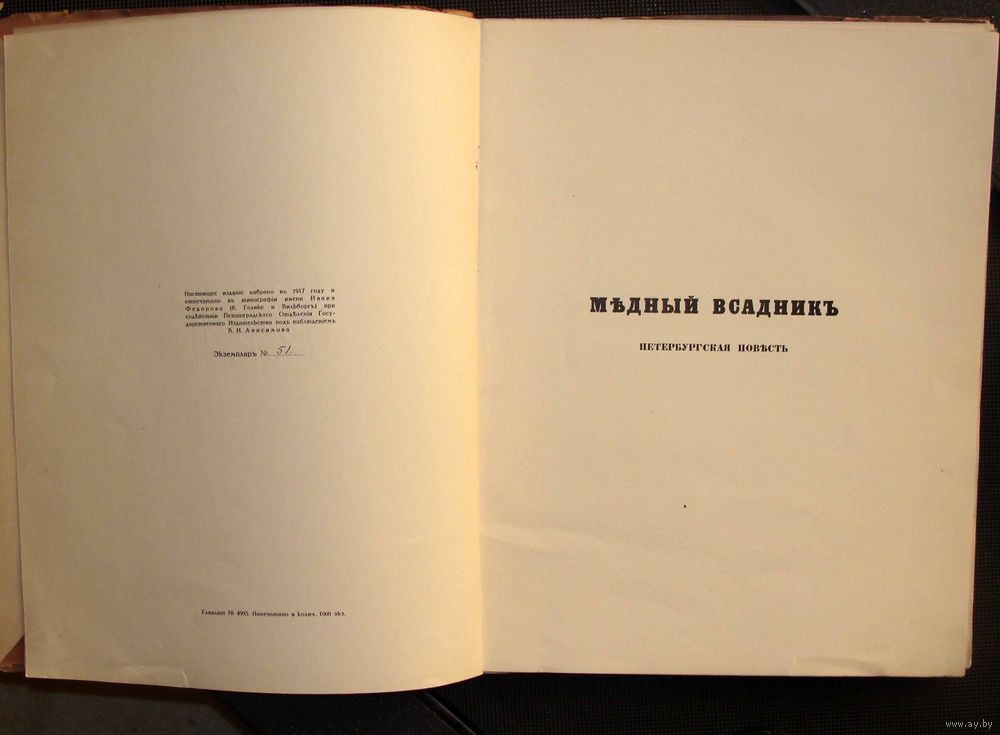 Настоящее изданіе набрано въ 1917 году и
отпечатано въ типографіи имени Ивана
Федорова (б. Голике и Вильборгъ) при
содѣйствіи Петроградскаго Отдѣленія Госу-
дарственнаго Издательства подъ наблюденіемъ
В. И. Анисимова
Экземпляръ № 51.
Главлит № 4995. Напечатано в колич. 1000 экз.
МѢДНЫЙ ВСАДНИКЪ
ПЕТЕРБУРГСКАЯ ПОВѢСТЬ
www.ay.by